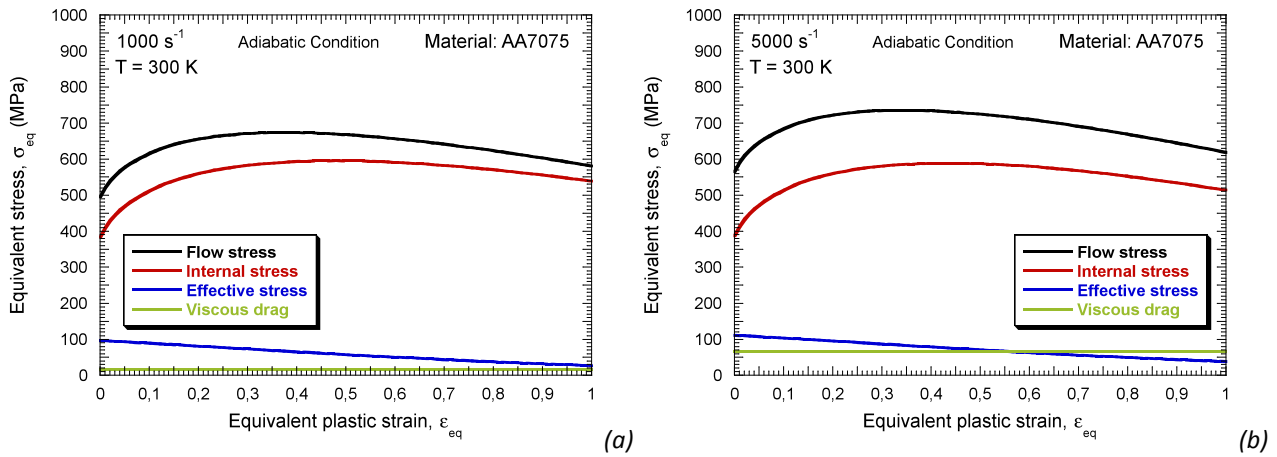 1000 s⁻¹ Adiabatic Condition Material: AA7075
T = 300 K
Equivalent stress, σeq (MPa)
1000
900
800
700
600
500
400
300
200
100
0
Flow stress
Internal stress
Effective stress
Viscous drag
0 0,1 0,2 0,3 0,4 0,5 0,6 0,7 0,8 0,9 1
Equivalent plastic strain, εeq
(a)
5000 s⁻¹ Adiabatic Condition Material: AA7075
T = 300 K
Equivalent stress, σeq (MPa)
1000
900
800
700
600
500
400
300
200
100
0
Flow stress
Internal stress
Effective stress
Viscous drag
0 0,1 0,2 0,3 0,4 0,5 0,6 0,7 0,8 0,9 1
Equivalent plastic strain, εeq
(b)